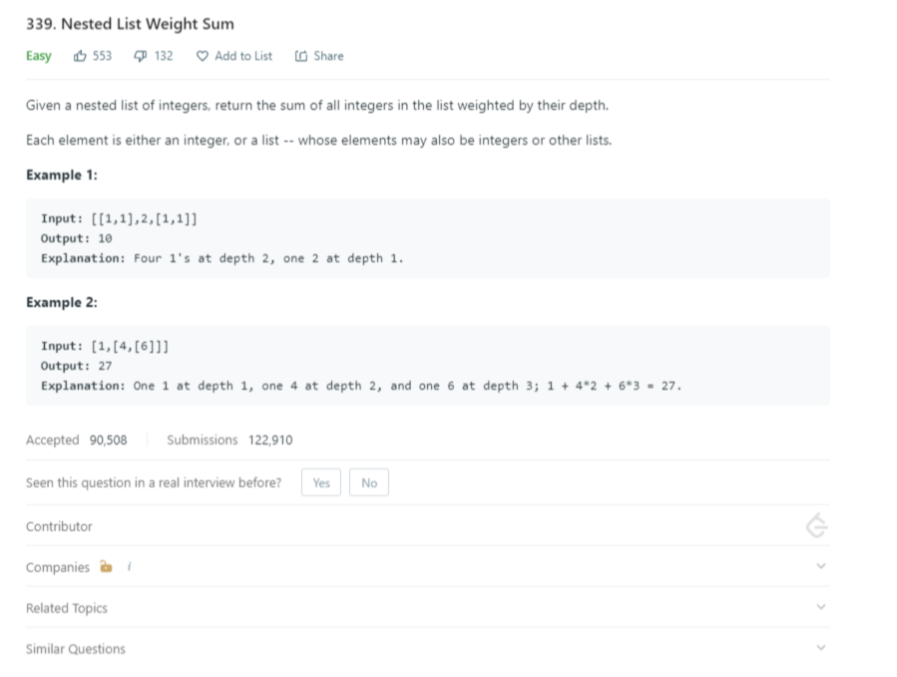 339. Nested List Weight Sum
Easy 553 132 Add to List Share
Given a nested list of integers, return the sum of all integers in the list weighted by their depth.
Each element is either an integer, or a list -- whose elements may also be integers or other lists.
Example 1:
Input: [[1,1],2,[1,1]]
Output: 10
Explanation: Four 1's at depth 2, one 2 at depth 1.
Example 2:
Input: [1,[4,[6]]]
Output: 27
Explanation: One 1 at depth 1, one 4 at depth 2, and one 6 at depth 3; 1 + 4*2 + 6*3 = 27.
Accepted 90,508 Submissions 122,910
Seen this question in a real interview before? Yes No
Contributor
Companies i
Related Topics
Similar Questions